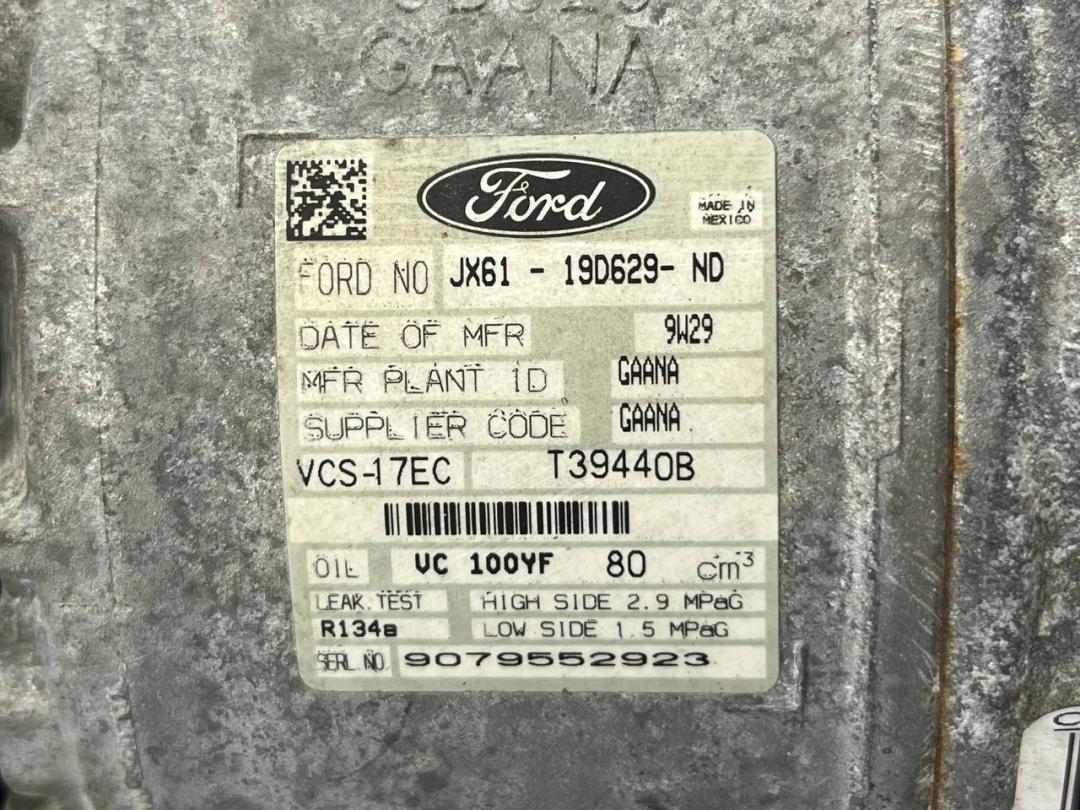 GAANA
Ford
MADE IN
MEXICO
FORD NO JX61 - 19D629- ND
DATE OF MFR 9W29
MFR PLANT ID GAANA
SUPPLIER CODE GAANA
VCS-17EC T39440B
OIL VC 100YF 80 cm³
LEAK TEST HIGH SIDE 2.9 MPaG
R134a LOW SIDE 1.5 MPaG
SERL NO 9079552923